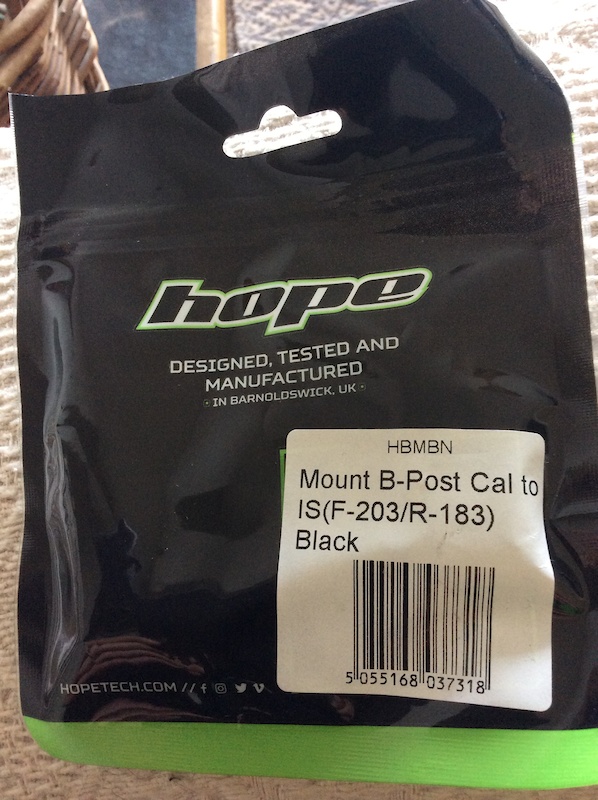 hope
DESIGNED, TESTED AND
MANUFACTURED
IN BARNOLDSWICK, UK
HBMBN
Mount B-Post Cal to
IS(F-203/R-183)
Black
5 055168 037318
HOPETECH.COM //